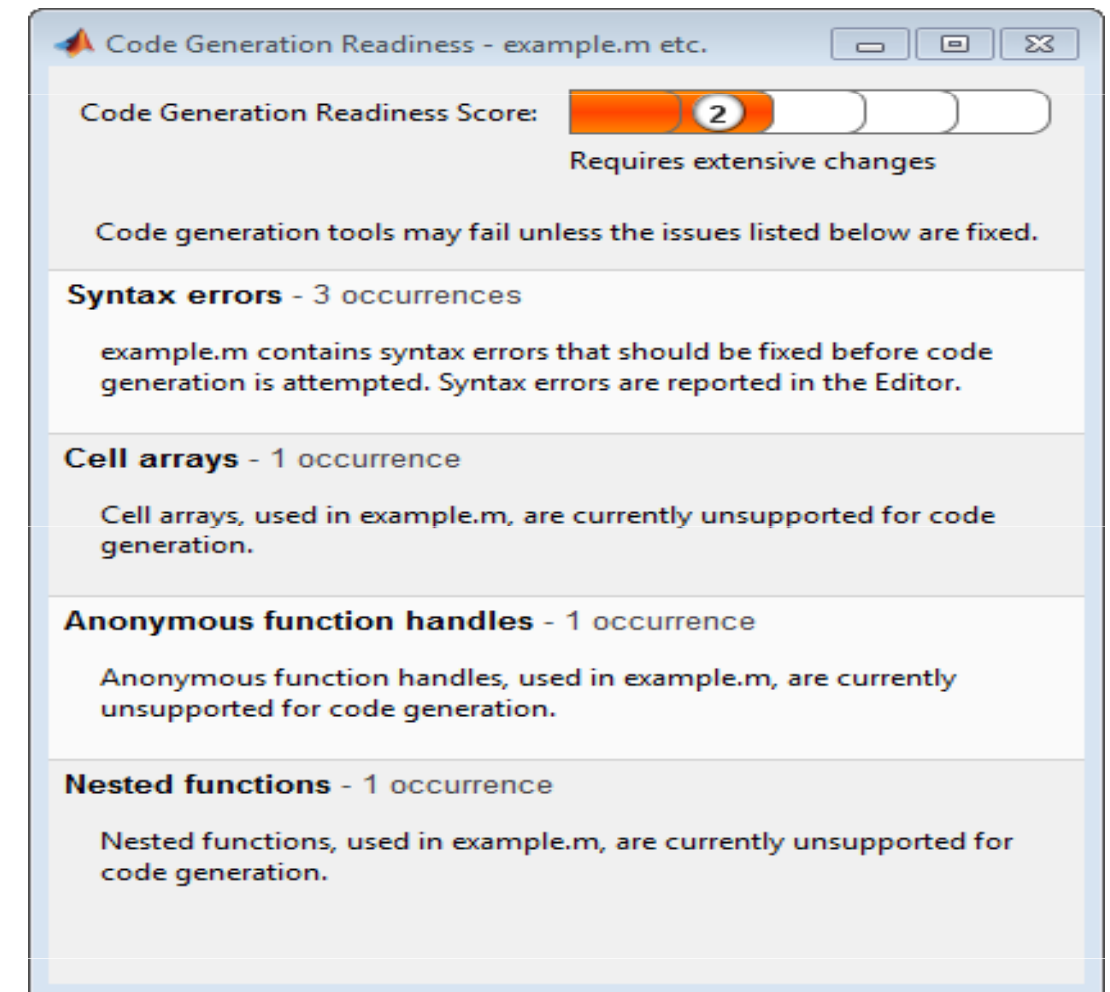 Code Generation Readiness - example.m etc.
Code Generation Readiness Score:
2
Requires extensive changes
Code generation tools may fail unless the issues listed below are fixed.
Syntax errors - 3 occurrences
example.m contains syntax errors that should be fixed before code
generation is attempted. Syntax errors are reported in the Editor.
Cell arrays - 1 occurrence
Cell arrays, used in example.m, are currently unsupported for code
generation.
Anonymous function handles - 1 occurrence
Anonymous function handles, used in example.m, are currently
unsupported for code generation.
Nested functions - 1 occurrence
Nested functions, used in example.m, are currently unsupported for
code generation.